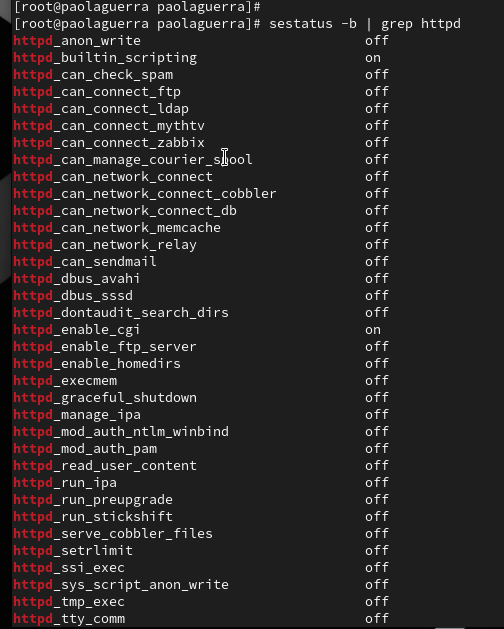 [root@paolaguerra paolaguerra]#
[root@paolaguerra paolaguerra]# sestatus -b | grep httpd
httpd_anon_write off
httpd_builtin_scripting on
httpd_can_check_spam off
httpd_can_connect_ftp off
httpd_can_connect_ldap off
httpd_can_connect_mythtv off
httpd_can_connect_zabbix off
httpd_can_manage_courier_spool off
httpd_can_network_connect off
httpd_can_network_connect_cobbler off
httpd_can_network_connect_db off
httpd_can_network_memcache off
httpd_can_network_relay off
httpd_can_sendmail off
httpd_dbus_avahi off
httpd_dbus_sssd off
httpd_dontaudit_search_dirs off
httpd_enable_cgi on
httpd_enable_ftp_server off
httpd_enable_homedirs off
httpd_execmem off
httpd_graceful_shutdown off
httpd_manage_ipa off
httpd_mod_auth_ntlm_winbind off
httpd_mod_auth_pam off
httpd_read_user_content off
httpd_run_ipa off
httpd_run_preupgrade off
httpd_run_stickshift off
httpd_serve_cobbler_files off
httpd_setrlimit off
httpd_ssi_exec off
httpd_sys_script_anon_write off
httpd_tmp_exec off
httpd_tty_comm off